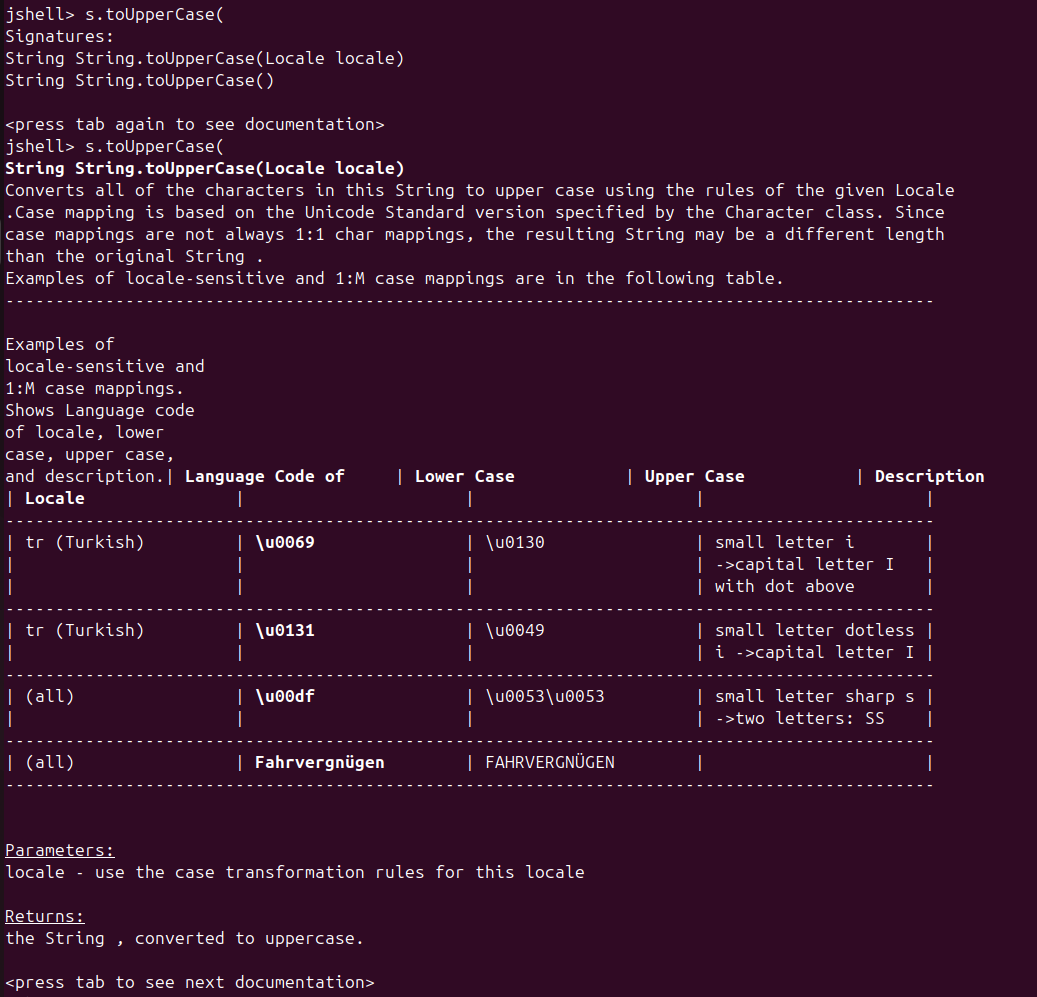 jshell> s.toUpperCase(
Signatures:
String String.toUpperCase(Locale locale)
String String.toUpperCase()
<press tab again to see documentation>
jshell> s.toUpperCase(
String String.toUpperCase(Locale locale)
Converts all of the characters in this String to upper case using the rules of the given Locale
.Case mapping is based on the Unicode Standard version specified by the Character class. Since
case mappings are not always 1:1 char mappings, the resulting String may be a different length
than the original String .
Examples of locale-sensitive and 1:M case mappings are in the following table.
---------------------------------------------------------------------------------------------
Examples of
locale-sensitive and
1:M case mappings.
Shows Language code
of locale, lower
case, upper case,
and description.| Language Code of     | Lower Case           | Upper Case           | Description
| Locale               |                      |                      |                      |
---------------------------------------------------------------------------------------------
| tr (Turkish)         | \u0069               | \u0130               | small letter i       |
|                      |                      |                      | ->capital letter I   |
|                      |                      |                      | with dot above       |
---------------------------------------------------------------------------------------------
| tr (Turkish)         | \u0131               | \u0049               | small letter dotless |
|                      |                      |                      | i ->capital letter I |
---------------------------------------------------------------------------------------------
| (all)                | \u00df               | \u0053\u0053         | small letter sharp s |
|                      |                      |                      | ->two letters: SS    |
---------------------------------------------------------------------------------------------
| (all)                | Fahrvergnügen        | FAHRVERGNÜGEN        |                      |
---------------------------------------------------------------------------------------------
Parameters:
locale - use the case transformation rules for this locale
Returns:
the String , converted to uppercase.
<press tab to see next documentation>